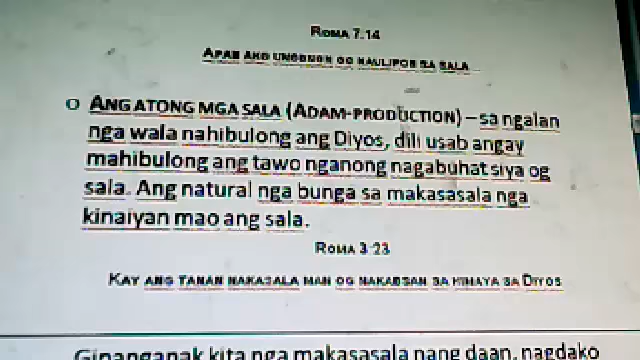 ROMA 7.14
APAN AKO UNODNON OG NAULIPON SA SALA
O ANG ATONG MGA SALA (ADAM-PRODUCTION) – sa ngalan
nga wala nahibulong ang Diyos, dili usab angay
mahibulong ang tawo nganong nagabuhat siya og
sala. Ang natural nga bunga sa makasasala nga
kinaiyan mao ang sala.
ROMA 3 23
KAY ANG TANAN NAKASALA MAN OG NAKABSAN SA HIMAYA SA DIYOS
Ginanganak kita nga makasasala nang daan, nagdako